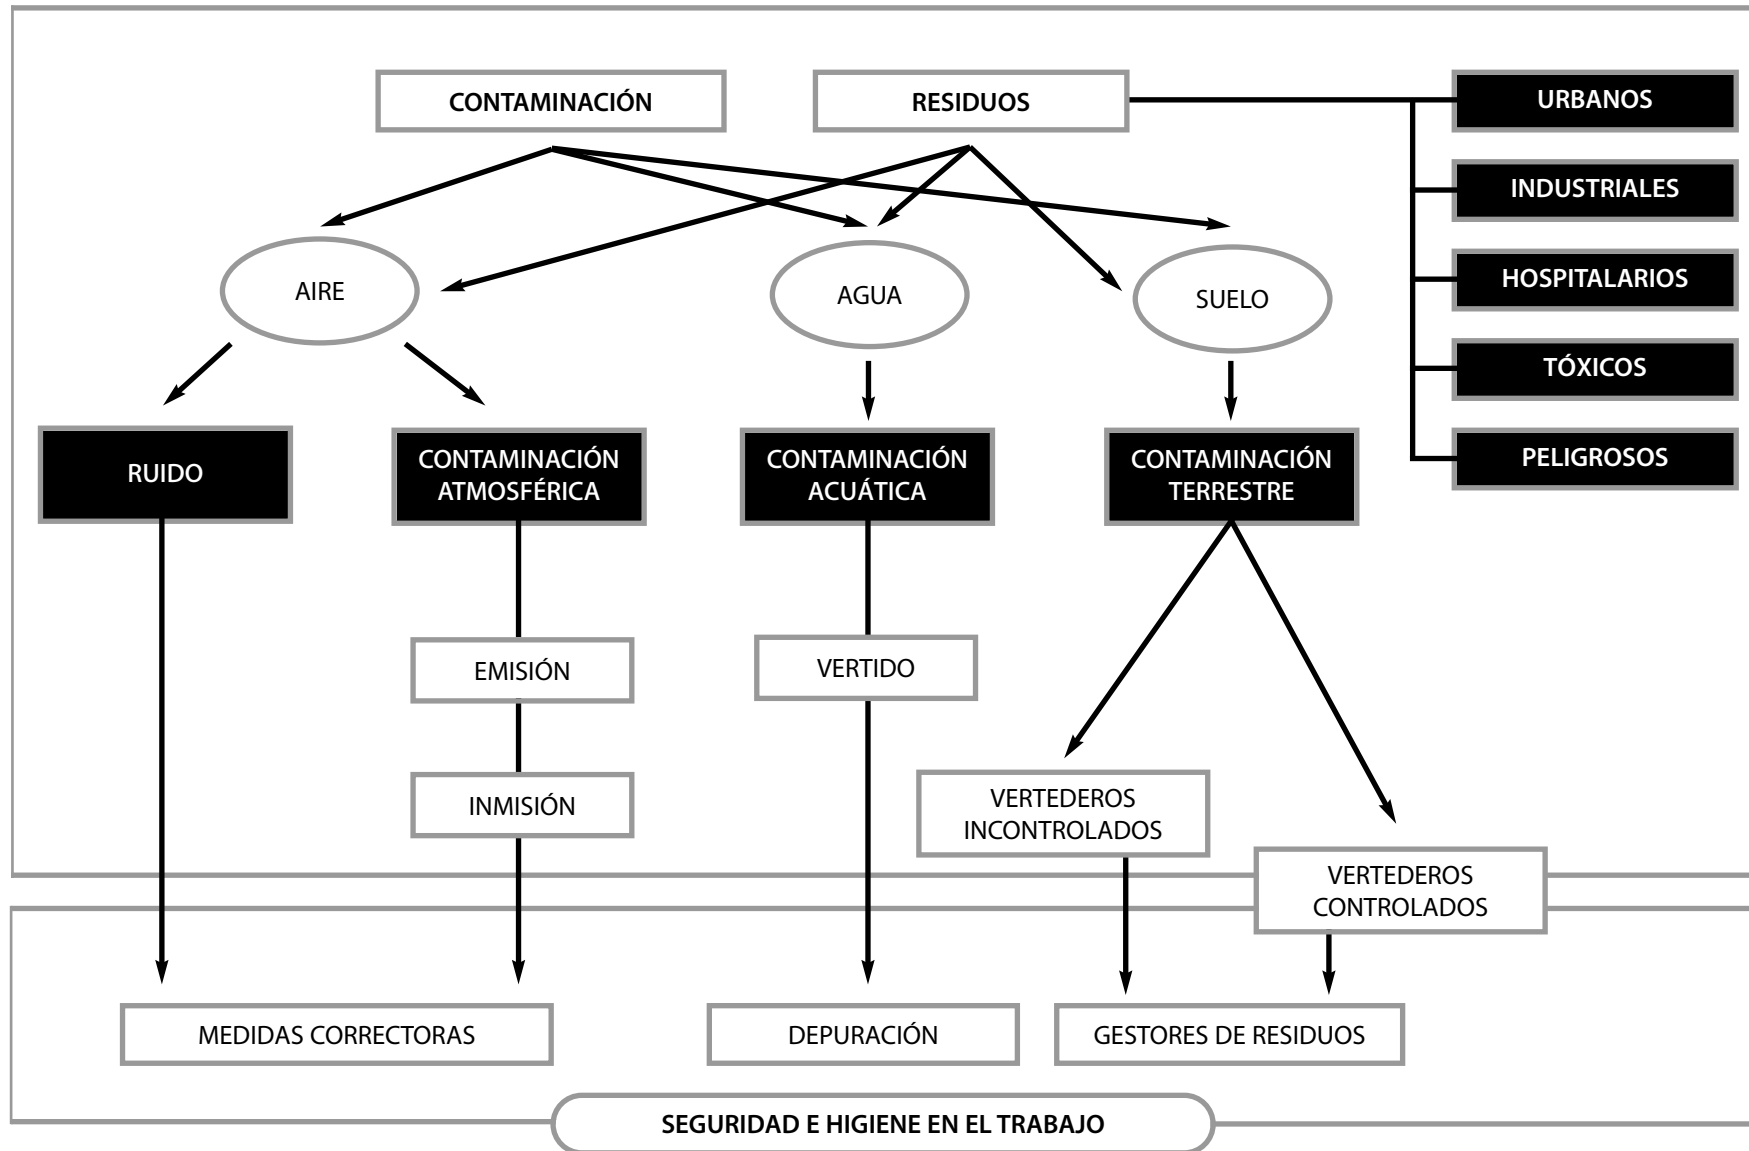 CONTAMINACIÓN
RESIDUOS
URBANOS
INDUSTRIALES
HOSPITALARIOS
TÓXICOS
PELIGROSOS
AIRE
AGUA
SUELO
RUIDO
CONTAMINACIÓN
ATMOSFÉRICA
CONTAMINACIÓN
ACUÁTICA
CONTAMINACIÓN
TERRESTRE
EMISIÓN
VERTIDO
INMISIÓN
VERTEDEROS
INCONTROLADOS
VERTEDEROS
CONTROLADOS
MEDIDAS CORRECTORAS
DEPURACIÓN
GESTORES DE RESIDUOS
SEGURIDAD E HIGIENE EN EL TRABAJO